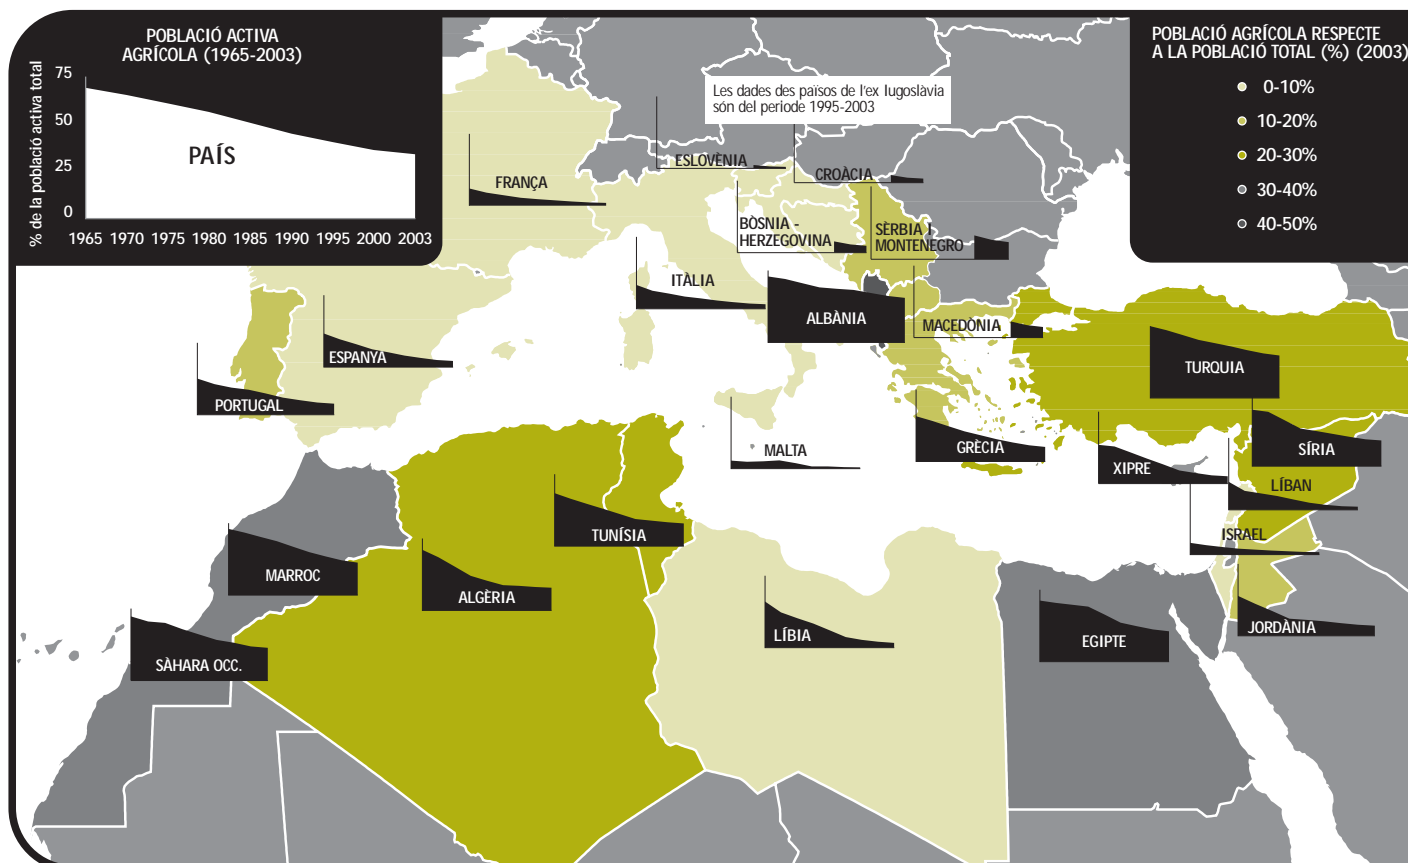 POBLACIÓ ACTIVA
AGRÍCOLA (1965-2003)
% de la població activa total
75
50
25
0
PAÍS
1965 1970 1975 1980 1985 1990 1995 2000 2003
Les dades des països de l'ex Iugoslàvia
són del periode 1995-2003
POBLACIÓ AGRÍCOLA RESPECTE
A LA POBLACIÓ TOTAL (%) (2003)
0-10%
10-20%
20-30%
30-40%
40-50%
FRANÇA
ESLOVÈNIA
CROÀCIA
BÒSNIA -
HERZEGOVINA
SÈRBIA I
MONTENEGRO
ITÀLIA
ALBÀNIA
MACEDÒNIA
ESPANYA
PORTUGAL
TURQUIA
MALTA
GRÈCIA
XIPRE
SÍRIA
LÍBAN
ISRAEL
TUNÍSIA
MARROC
ALGÈRIA
LÍBIA
EGIPTE
JORDÀNIA
SÀHARA OCC.